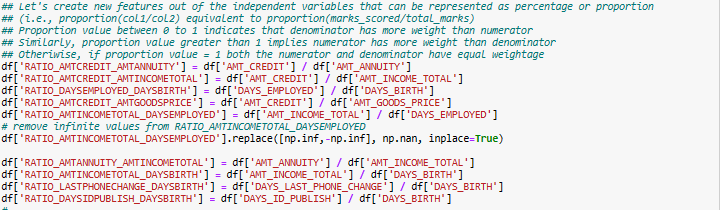 ## Let's create new features out of the independent variables that can be represented as percentage or proportion
## (i.e., proportion(col1/col2) equivalent to proportion(marks_scored/total_marks)
## Proportion value between 0 to 1 indicates that denominator has more weight than numerator
## Similarly, proportion value greater than 1 implies numerator has more weight than denominator
## Otheriwise, if proportion value = 1 both the numerator and denominator have equal weightage
df['RATIO_AMTCREDIT_AMTANNUITY'] = df['AMT_CREDIT'] / df['AMT_ANNUITY']
df['RATIO_AMTCREDIT_AMTINCOMETOTAL'] = df['AMT_CREDIT'] / df['AMT_INCOME_TOTAL']
df['RATIO_DAYSEMPLOYED_DAYSBIRTH'] = df['DAYS_EMPLOYED'] / df['DAYS_BIRTH']
df['RATIO_AMTCREDIT_AMTGOODSPRICE'] = df['AMT_CREDIT'] / df['AMT_GOODS_PRICE']
df['RATIO_AMTINCOMETOTAL_DAYSEMPLOYED'] = df['AMT_INCOME_TOTAL'] / df['DAYS_EMPLOYED']
# remove infinite values from RATIO_AMTINCOMETOTAL_DAYSEMPLOYED
df['RATIO_AMTINCOMETOTAL_DAYSEMPLOYED'].replace([np.inf,-np.inf], np.nan, inplace=True)
df['RATIO_AMTANNUITY_AMTINCOMETOTAL'] = df['AMT_ANNUITY'] / df['AMT_INCOME_TOTAL']
df['RATIO_AMTINCOMETOTAL_DAYSBIRTH'] = df['AMT_INCOME_TOTAL'] / df['DAYS_BIRTH']
df['RATIO_LASTPHONECHANGE_DAYSBIRTH'] = df['DAYS_LAST_PHONE_CHANGE'] / df['DAYS_BIRTH']
df['RATIO_DAYSIDPUBLISH_DAYSBIRTH'] = df['DAYS_ID_PUBLISH'] / df['DAYS_BIRTH']
#